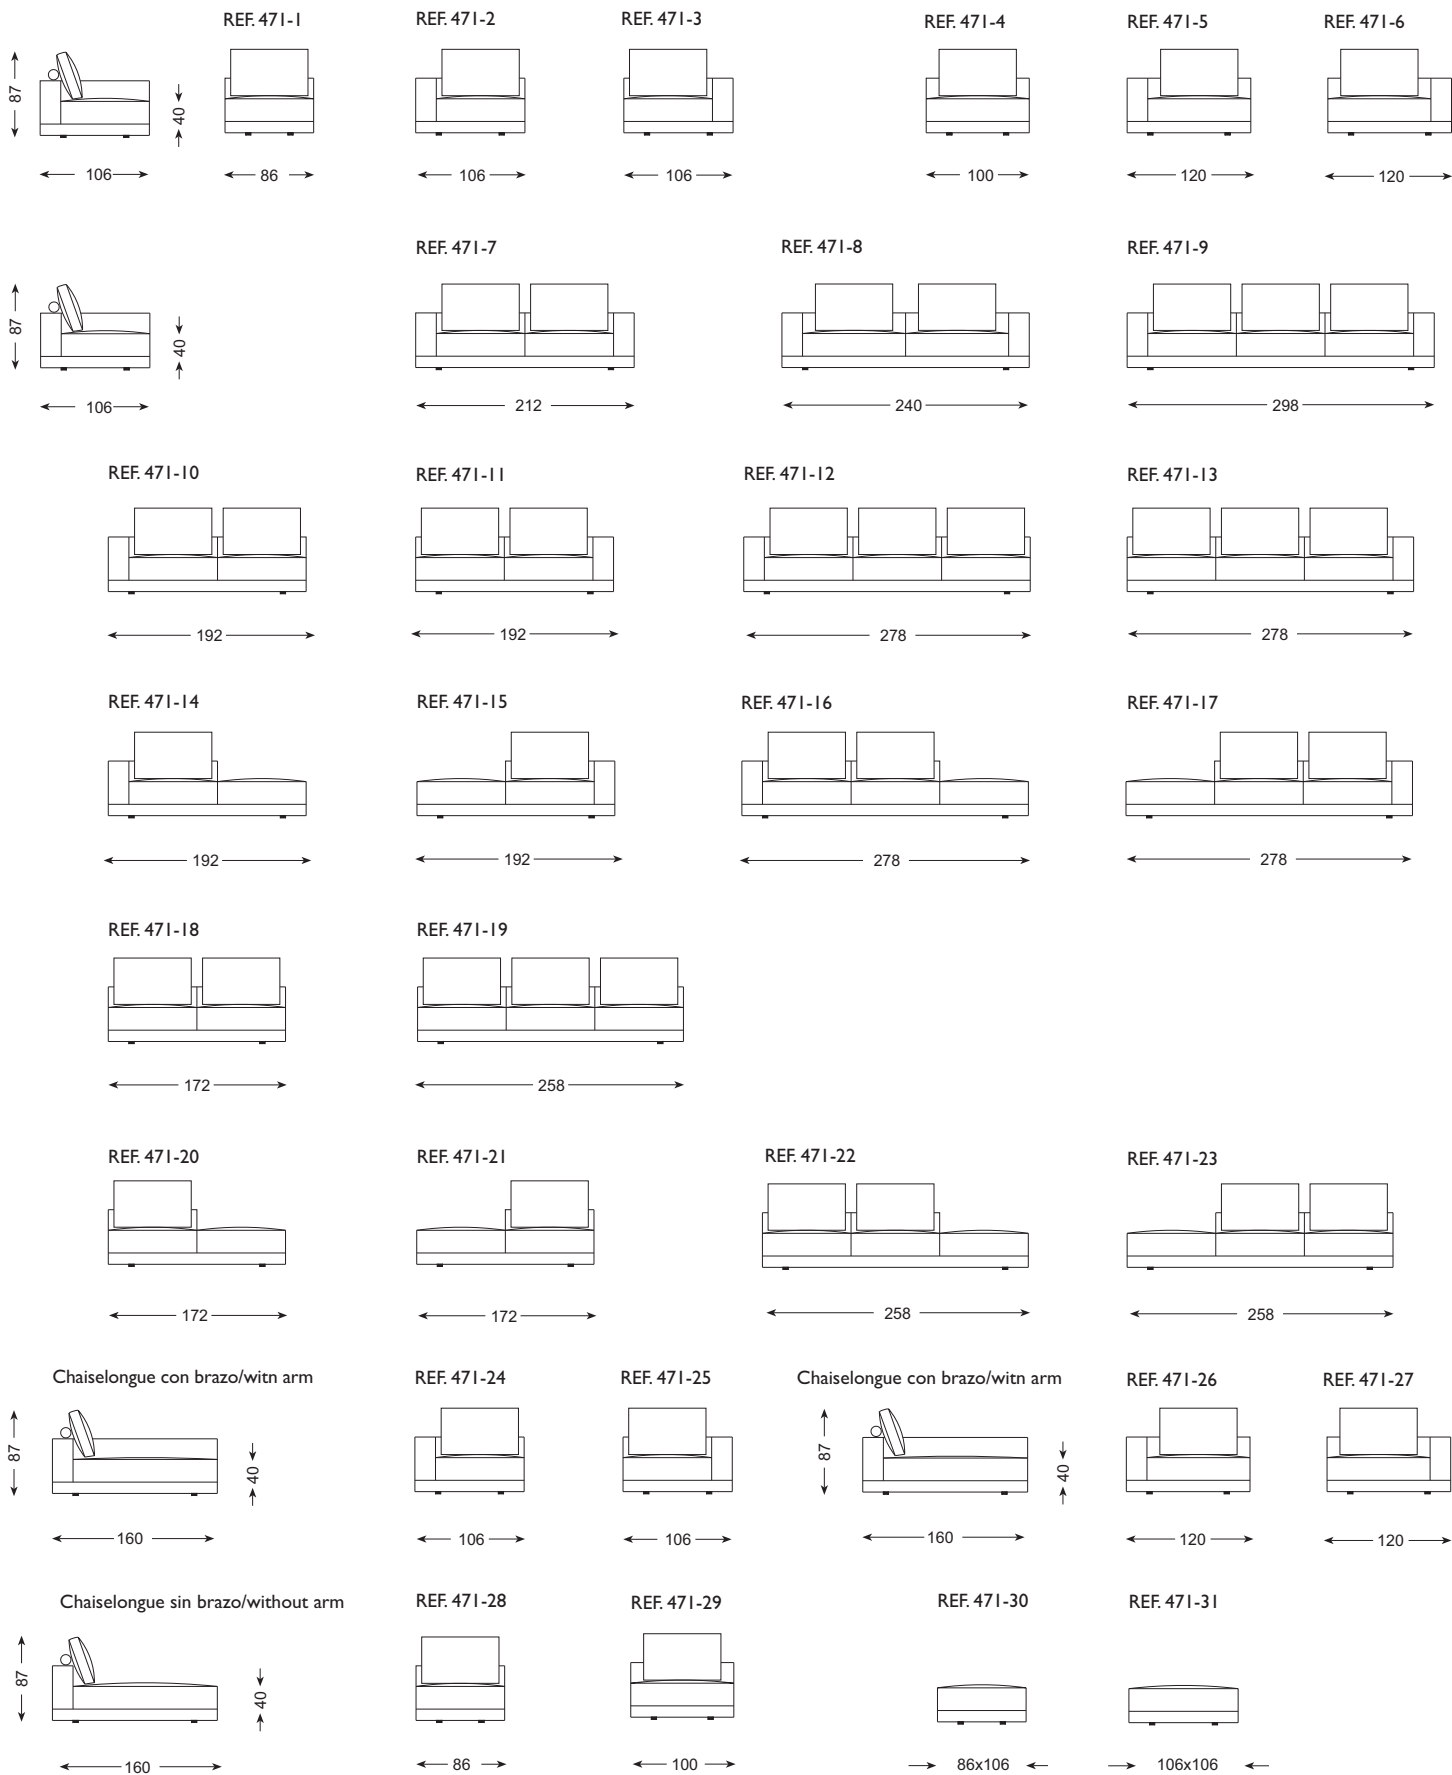 REF. 471-1 REF. 471-2 REF. 471-3 REF. 471-4 REF. 471-5 REF. 471-6
87 40
106 86 106 106 100 120 120
REF. 471-7 REF. 471-8 REF. 471-9
87 40
106 212 240 298
REF. 471-10 REF. 471-11 REF. 471-12 REF. 471-13
192 192 278 278
REF. 471-14 REF. 471-15 REF. 471-16 REF. 471-17
192 192 278 278
REF. 471-18 REF. 471-19
172 258
REF. 471-20 REF. 471-21 REF. 471-22 REF. 471-23
172 172 258 258
Chaiselongue con brazo/witn arm REF. 471-24 REF. 471-25 Chaiselongue con brazo/witn arm REF. 471-26 REF. 471-27
87 40 87 40
160 106 106 160 120 120
Chaiselongue sin brazo/without arm REF. 471-28 REF. 471-29 REF. 471-30 REF. 471-31
87 40
160 86 100 86x106 106x106